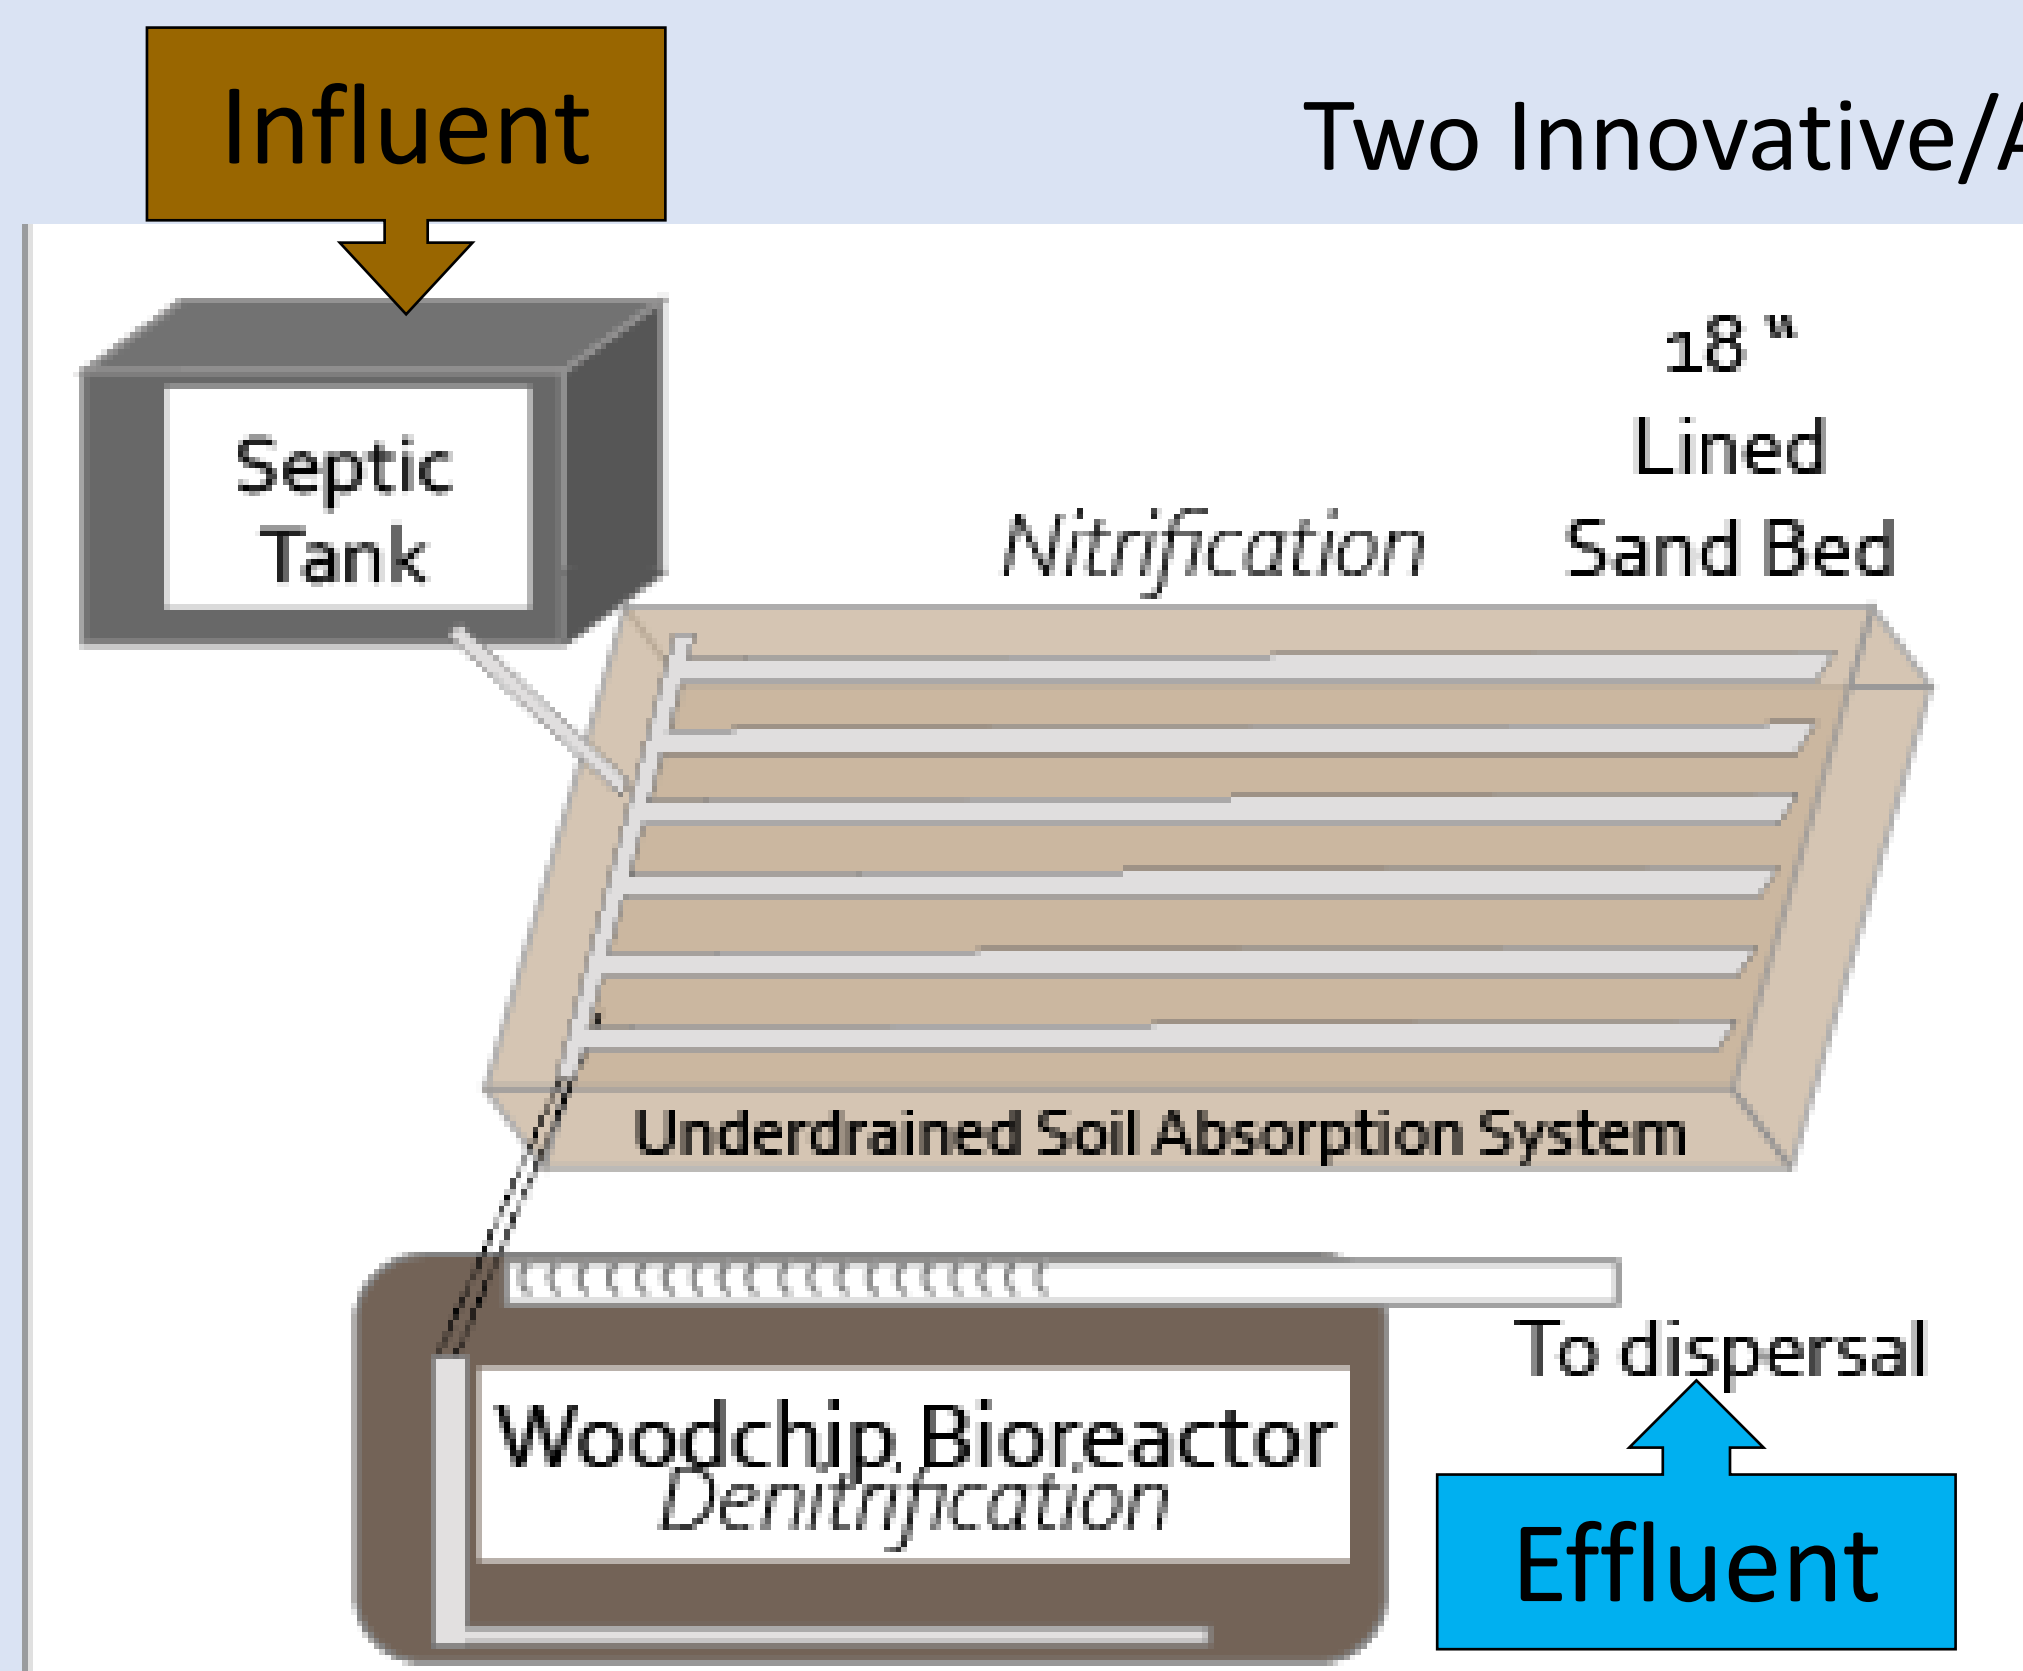 Influent
Two Innovative/A
18 "
Lined
Sand Bed
Septic
Tank
Nitrification
Underdrained Soil Absorption System
To dispersal
Woodchip Bioreactor
Denitrification
Effluent